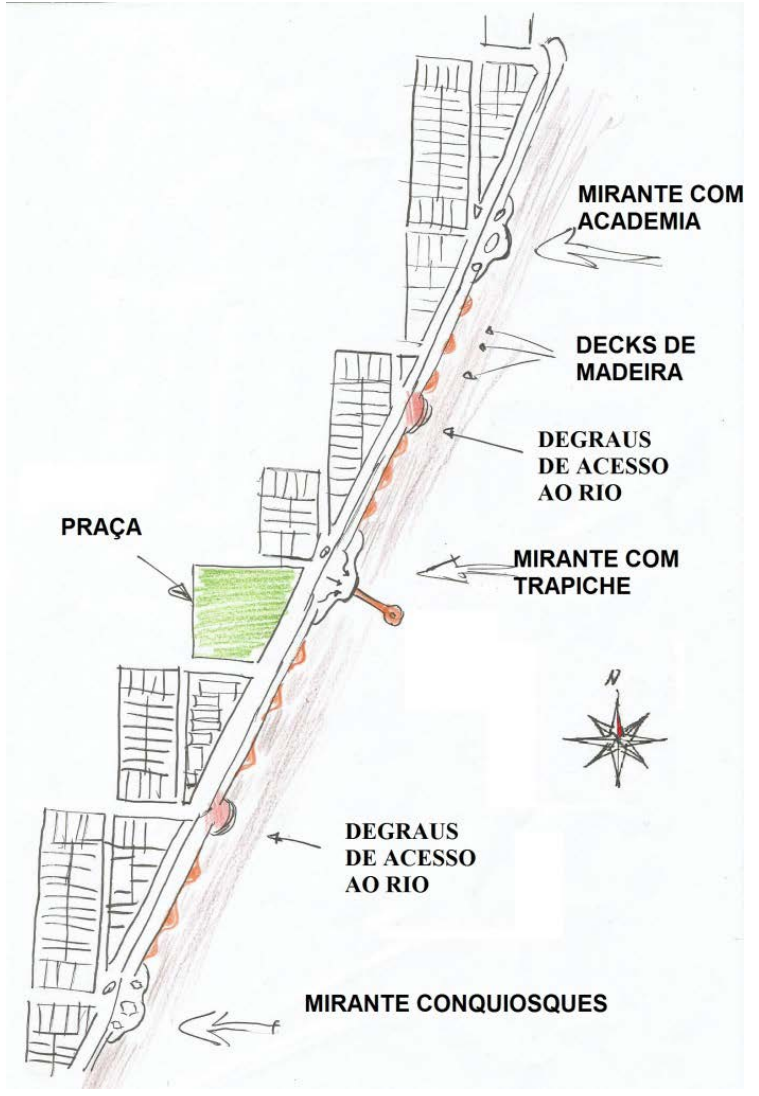 MIRANTE COM
ACADEMIA
DECKS DE
MADEIRA
DEGRAUS
DE ACESSO
AO RIO
PRAÇA
MIRANTE COM
TRAPICHE
N
DEGRAUS
DE ACESSO
AO RIO
MIRANTE CONQUIOSQUES